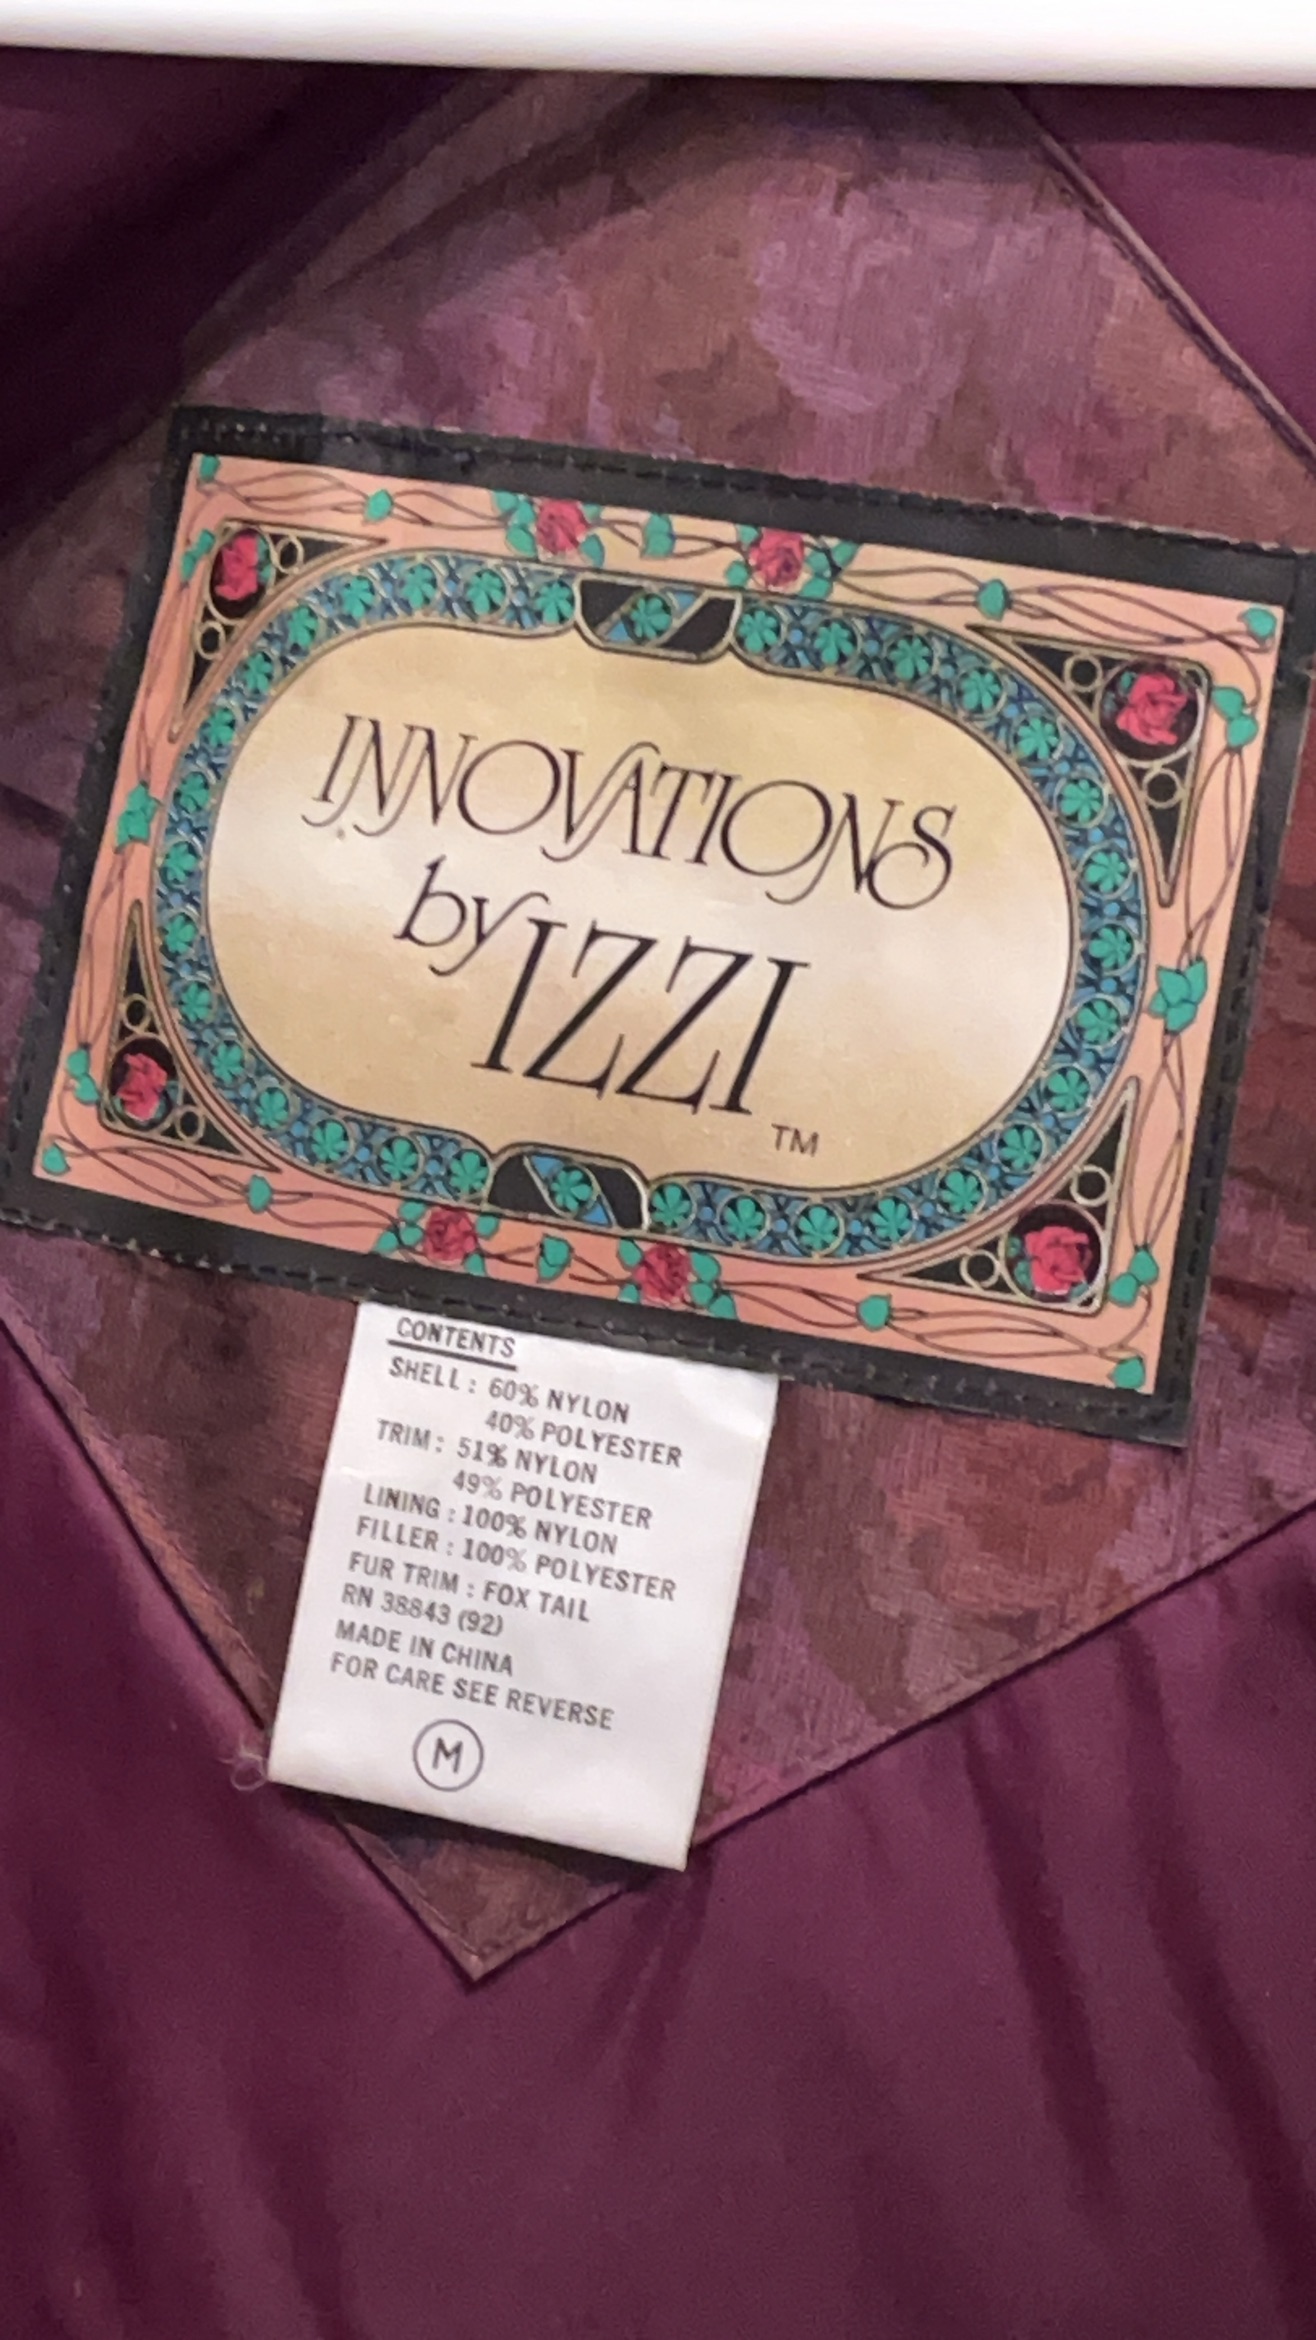 INNOVATIONS
by IZZI
TM
CONTENTS
SHELL : 60% NYLON
40% POLYESTER
TRIM : 51% NYLON
49% POLYESTER
LINING : 100% NYLON
FILLER : 100% POLYESTER
FUR TRIM : FOX TAIL
RN 38843 (92)
MADE IN CHINA
FOR CARE SEE REVERSE
M